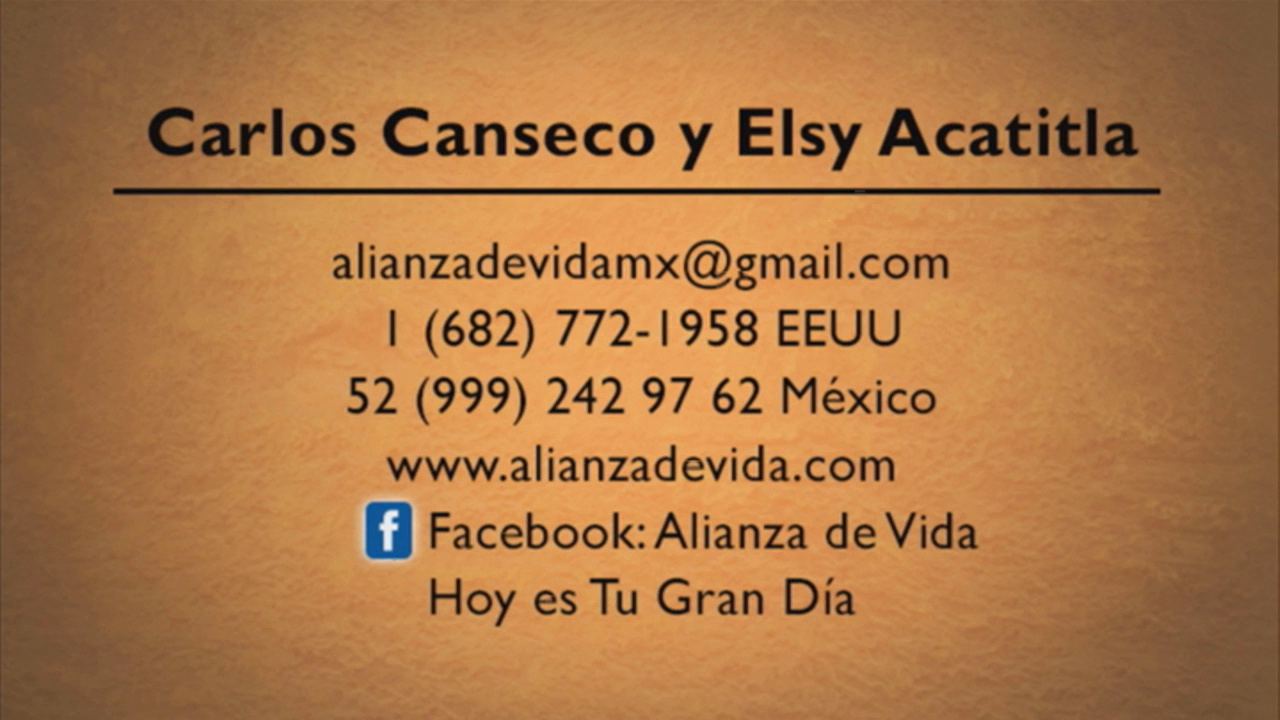 Carlos Canseco y Elsy Acatitla
alianzadevidamx@gmail.com
1 (682) 772-1958 EEUU
52 (999) 242 97 62 México
www.alianzadevida.com
f Facebook: Alianza de Vida
Hoy es Tu Gran Día